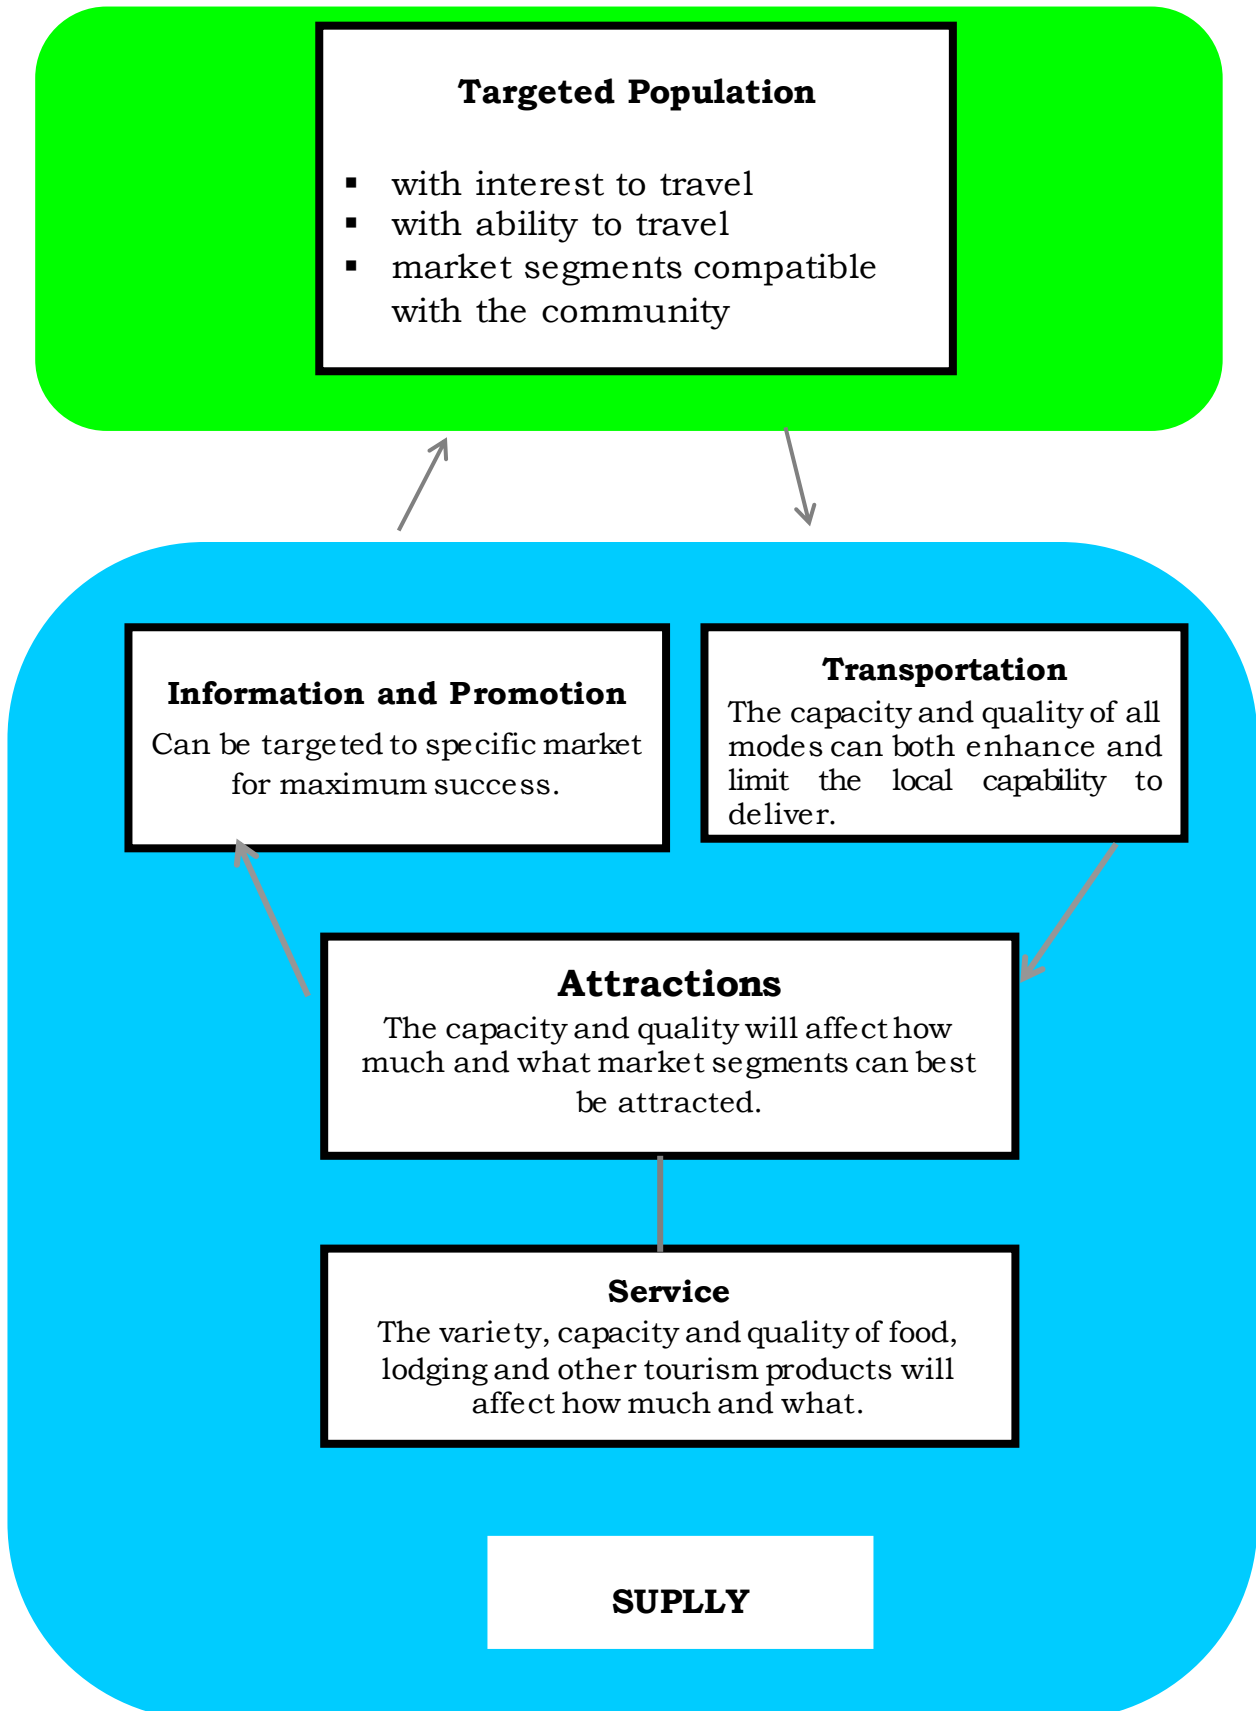 Targeted Population
▪ with interest to travel
▪ with ability to travel
▪ market segments compatible
with the community
Information and Promotion
Can be targeted to specific market
for maximum success.
Transportation
The capacity and quality of all
modes can both enhance and
limit the local capability to
deliver.
Attractions
The capacity and quality will affect how
much and what market segments can best
be attracted.
Service
The variety, capacity and quality of food,
lodging and other tourism products will
affect how much and what.
SUPLLY